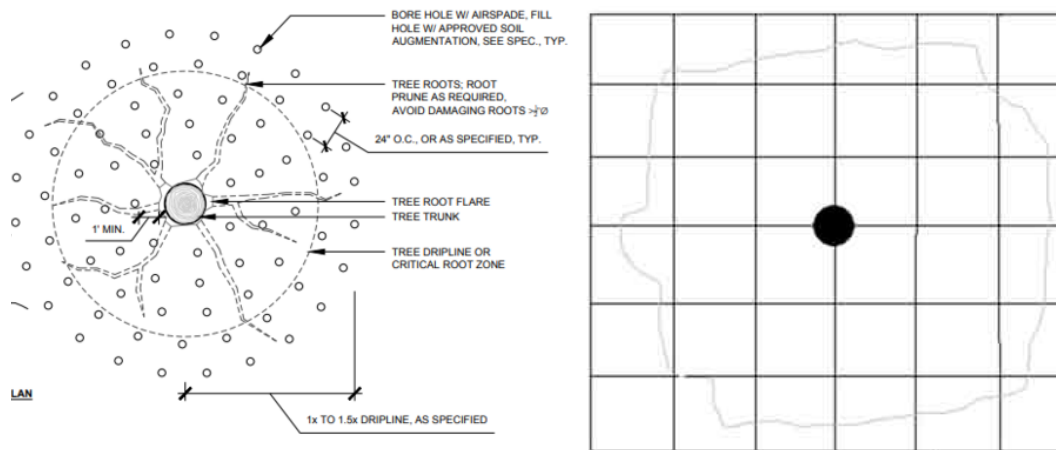 BORE HOLE W/ AIRSPADE, FILL
HOLE W/ APPROVED SOIL
AUGMENTATION, SEE SPEC., TYP.
TREE ROOTS; ROOT
PRUNE AS REQUIRED,
AVOID DAMAGING ROOTS >½"Ø
24" O.C., OR AS SPECIFIED, TYP.
TREE ROOT FLARE
TREE TRUNK
1' MIN.
TREE DRIPLINE OR
CRITICAL ROOT ZONE
LAN
1x TO 1.5x DRIPLINE, AS SPECIFIED